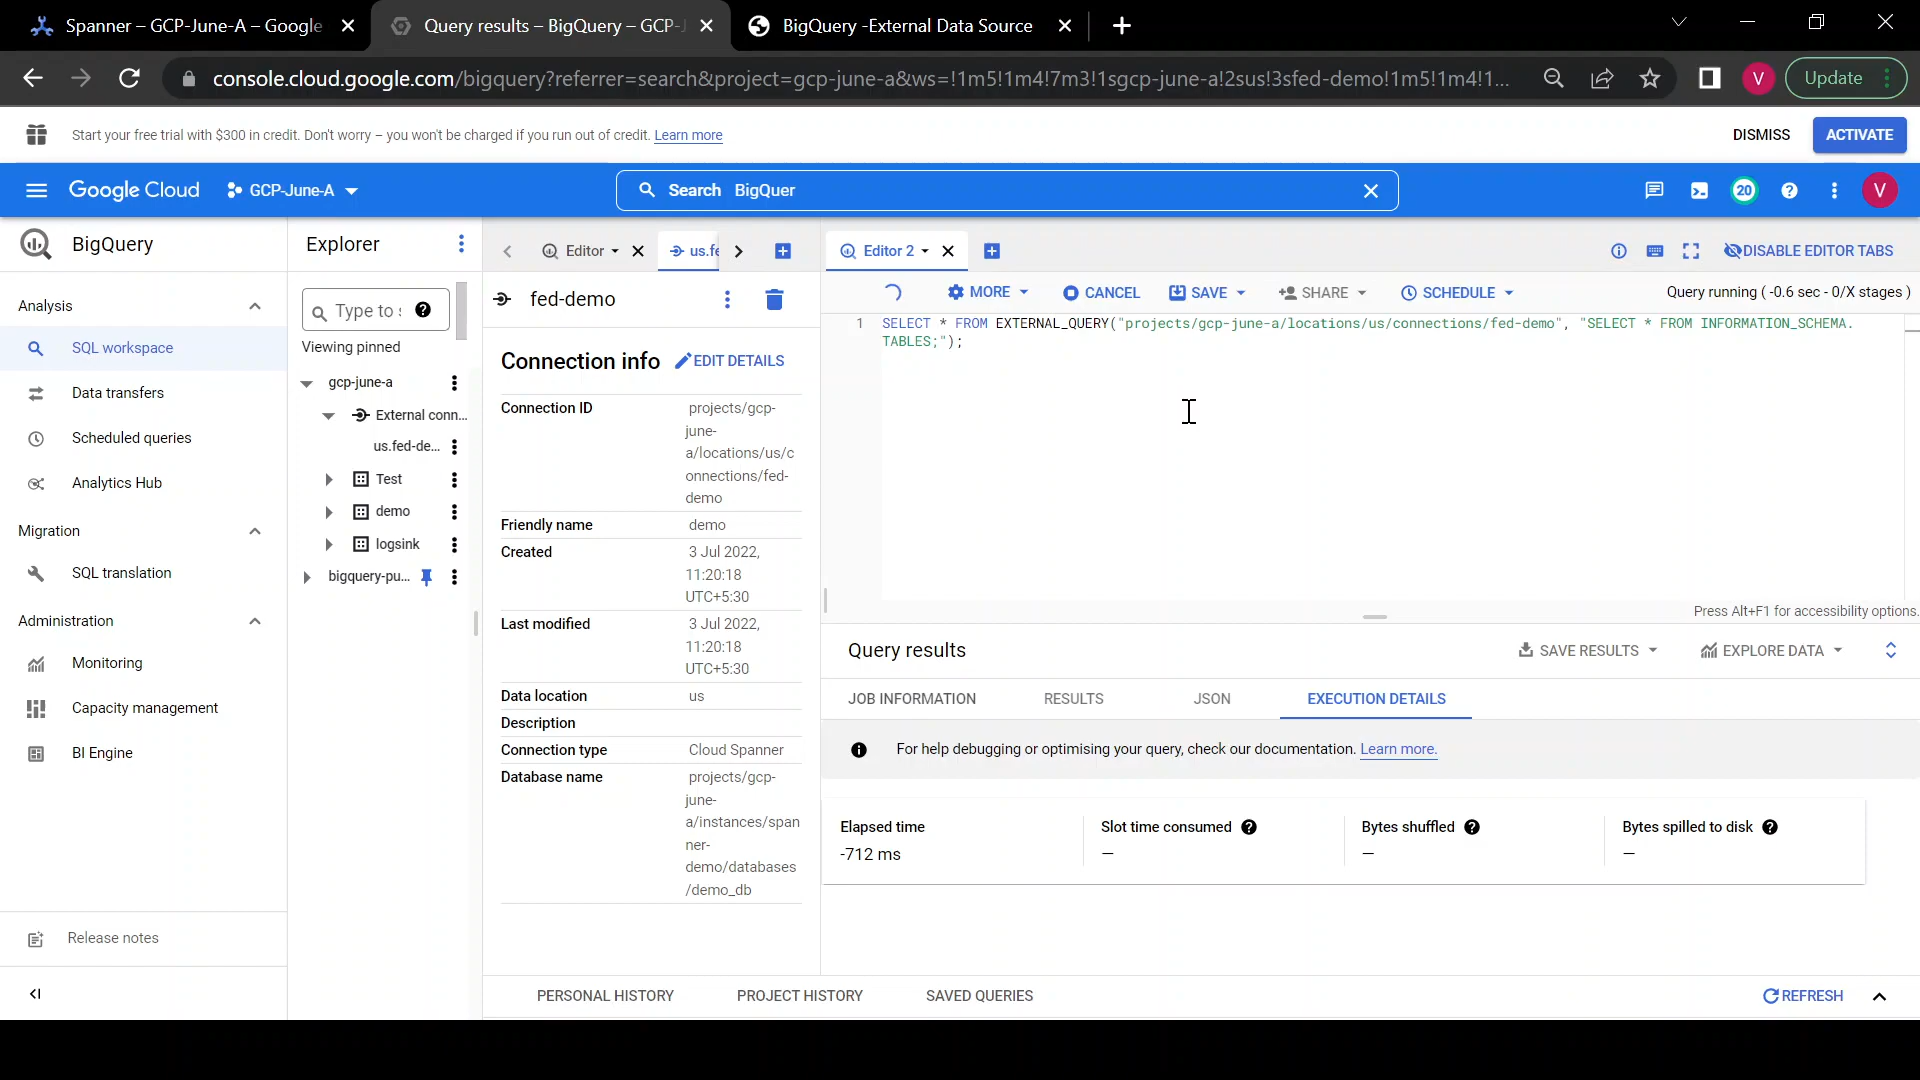 Spanner – GCP-June-A – Google
Query results – BigQuery – GCP-J
BigQuery -External Data Source
console.cloud.google.com/bigquery?referrer=search&project=gcp-june-a&ws=!1m5!1m4!7m3!1sgcp-june-a!2sus!3sfed-demo!1m5!1m4!1...
V
Update
Start your free trial with $300 in credit. Don't worry – you won't be charged if you run out of credit. Learn more
DISMISS
ACTIVATE
Google Cloud
GCP-June-A
Search BigQuer
20
V
BigQuery
Analysis
SQL workspace
Data transfers
Scheduled queries
Analytics Hub
Migration
SQL translation
Administration
Monitoring
Capacity management
BI Engine
Release notes
Explorer
Type to s
Viewing pinned
gcp-june-a
External conn...
us.fed-de...
Test
demo
logsink
bigquery-pu...
Editor
us.fe
fed-demo
Connection info
EDIT DETAILS
Connection ID
projects/gcp-
june-
a/locations/us/c
onnections/fed-
demo
Friendly name
demo
Created
3 Jul 2022,
11:20:18
UTC+5:30
Last modified
3 Jul 2022,
11:20:18
UTC+5:30
Data location
us
Description
Connection type
Cloud Spanner
Database name
projects/gcp-
june-
a/instances/span
ner-
demo/databases
/demo_db
Editor 2
DISABLE EDITOR TABS
MORE
CANCEL
SAVE
SHARE
SCHEDULE
Query running ( -0.6 sec - 0/X stages )
1 SELECT * FROM EXTERNAL_QUERY("projects/gcp-june-a/locations/us/connections/fed-demo", "SELECT * FROM INFORMATION_SCHEMA.
TABLES;");
Press Alt+F1 for accessibility options.
Query results
SAVE RESULTS
EXPLORE DATA
JOB INFORMATION
RESULTS
JSON
EXECUTION DETAILS
For help debugging or optimising your query, check our documentation. Learn more.
Elapsed time
-712 ms
Slot time consumed
—
Bytes shuffled
—
Bytes spilled to disk
—
PERSONAL HISTORY
PROJECT HISTORY
SAVED QUERIES
REFRESH